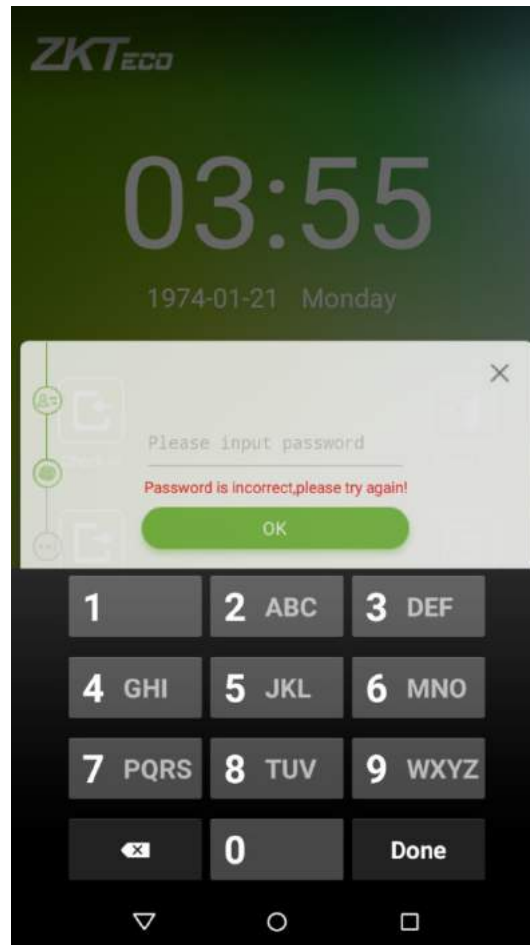 ZKTECO
03:55
1974-01-21 Monday
Please input password
Password is incorrect,please try again!
OK
1
2 ABC
3 DEF
4 GHI
5 JKL
6 MNO
7 PQRS
8 TUV
9 WXYZ
0
Done